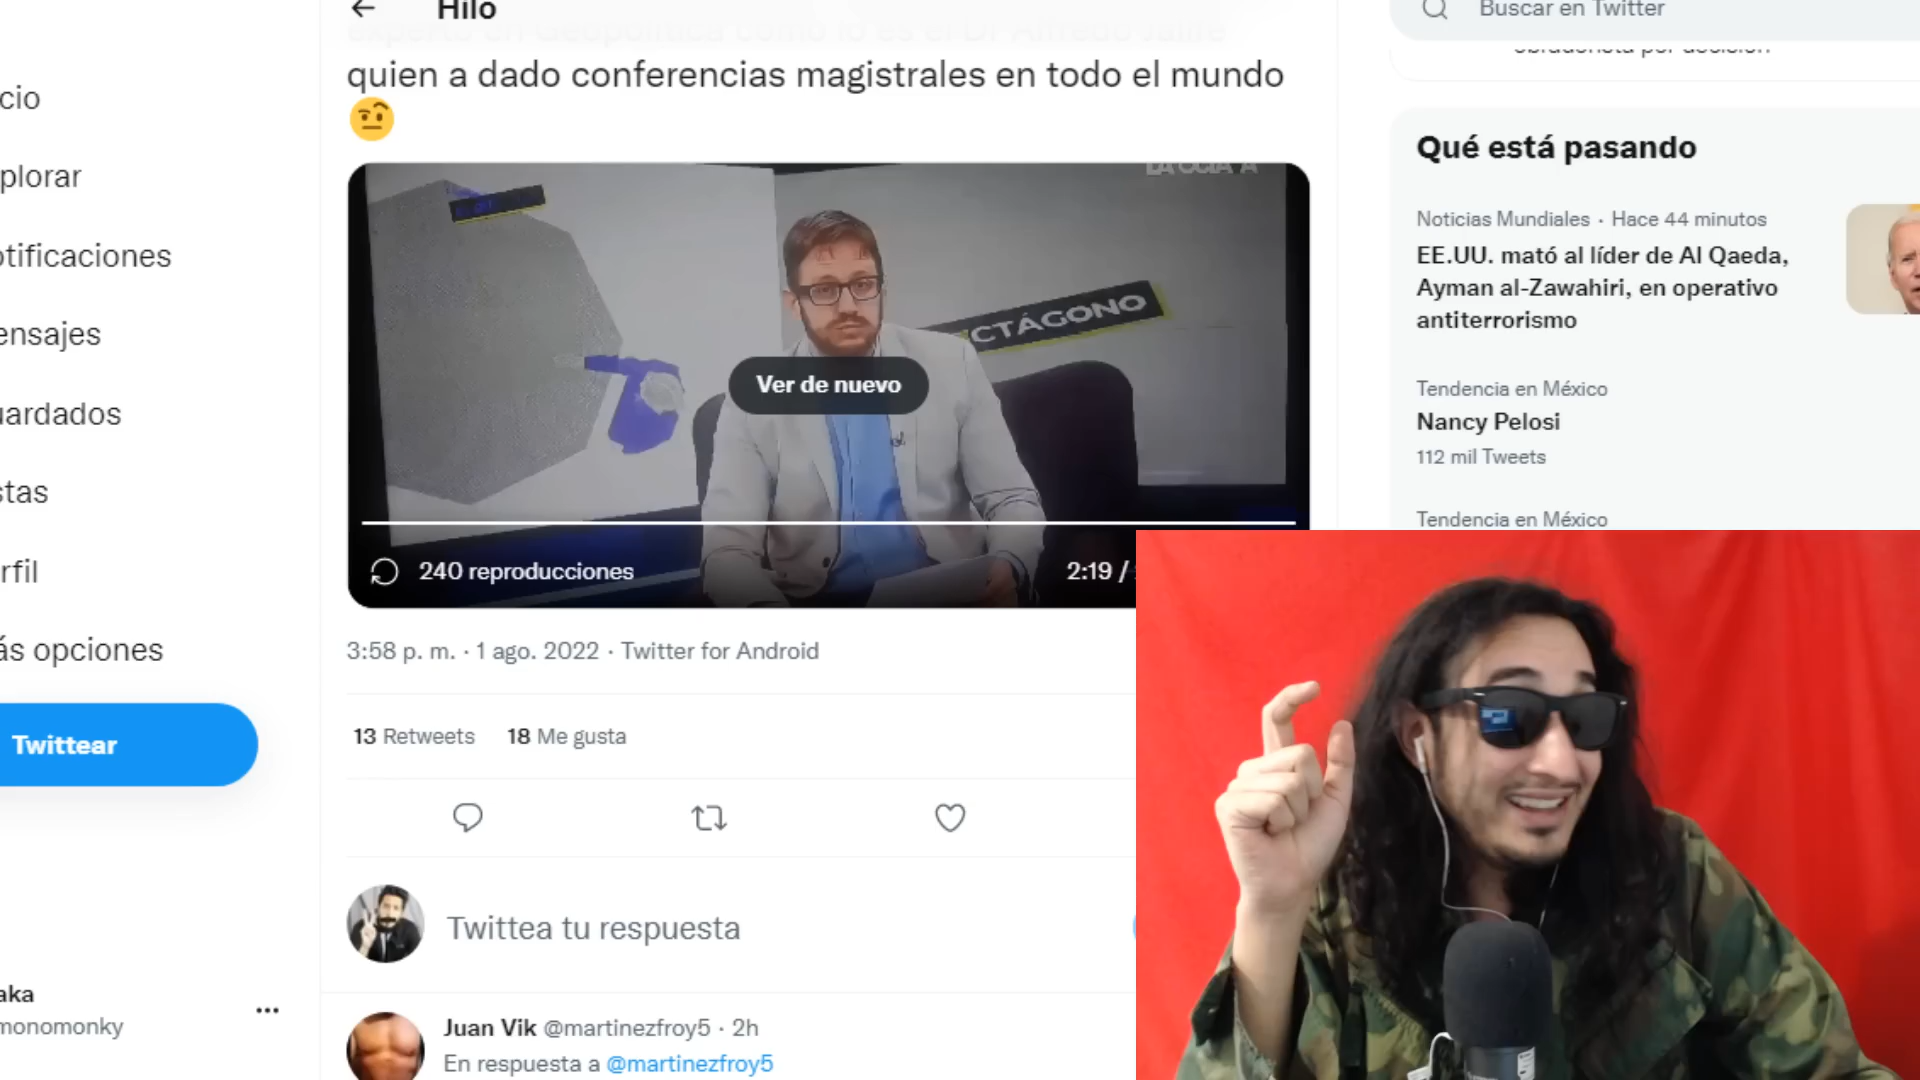 Hilo
Buscar en Twitter
quien a dado conferencias magistrales en todo el mundo
cio
plorar
otificaciones
ensajes
uardados
stas
rfil
ás opciones
Twittear
CTÁGONO
Ver de nuevo
240 reproducciones
2:19 /
3:58 p. m. · 1 ago. 2022 · Twitter for Android
13 Retweets 18 Me gusta
Twittea tu respuesta
Juan Vik @martinezfroy5 · 2h
En respuesta a @martinezfroy5
aka
monomonky
Qué está pasando
Noticias Mundiales · Hace 44 minutos
EE.UU. mató al líder de Al Qaeda,
Ayman al-Zawahiri, en operativo
antiterrorismo
Tendencia en México
Nancy Pelosi
112 mil Tweets
Tendencia en México